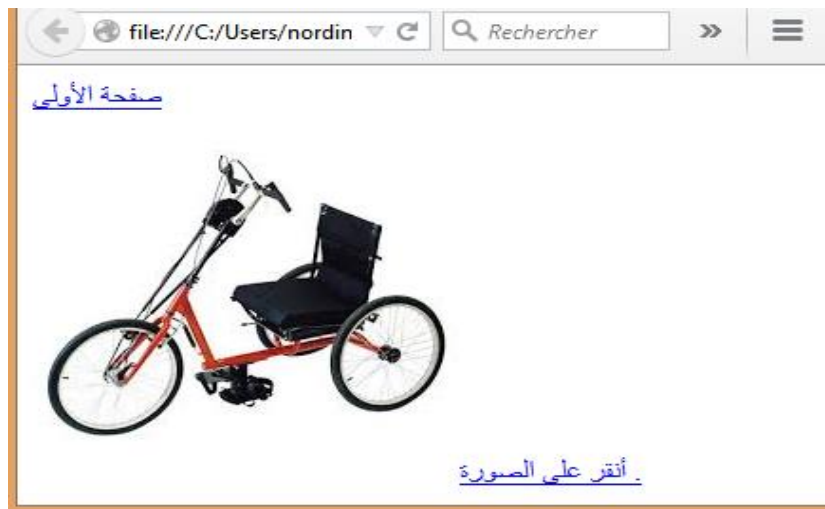 file:///C:/Users/nordin
Rechercher
صفحة الأولى
أنقر على الصورة .